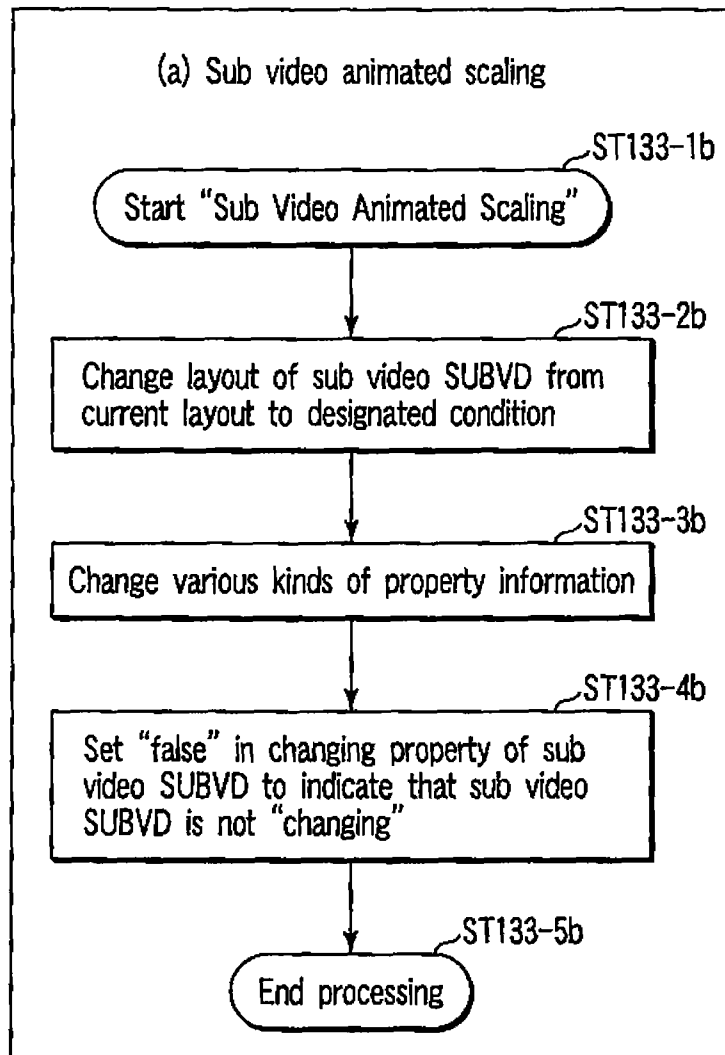 (a) Sub video animated scaling
ST133-1b
Start “Sub Video Animated Scaling”
ST133-2b
Change layout of sub video SUBVD from
current layout to designated condition
ST133-3b
Change various kinds of property information
ST133-4b
Set “false” in changing property of sub
video SUBVD to indicate that sub video
SUBVD is not “changing”
ST133-5b
End processing